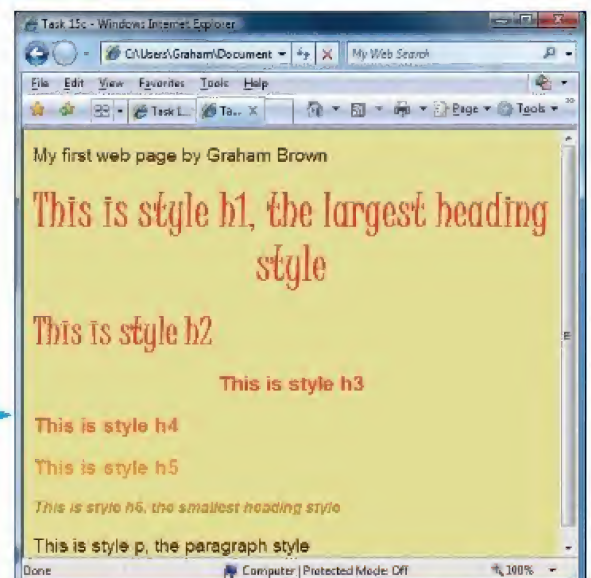 Task 15c - Windows Internet Explorer
C:\Users\Graham\Document
My Web Search
File Edit View Favorites Tools Help
Task 1... Ta... X Page Tools
My first web page by Graham Brown
This is style h1, the largest heading
style
This is style h2
This is style h3
This is style h4
This is style h5
This is style h6, the smallest heading style
This is style p, the paragraph style
Done Computer | Protected Mode: Off 100%